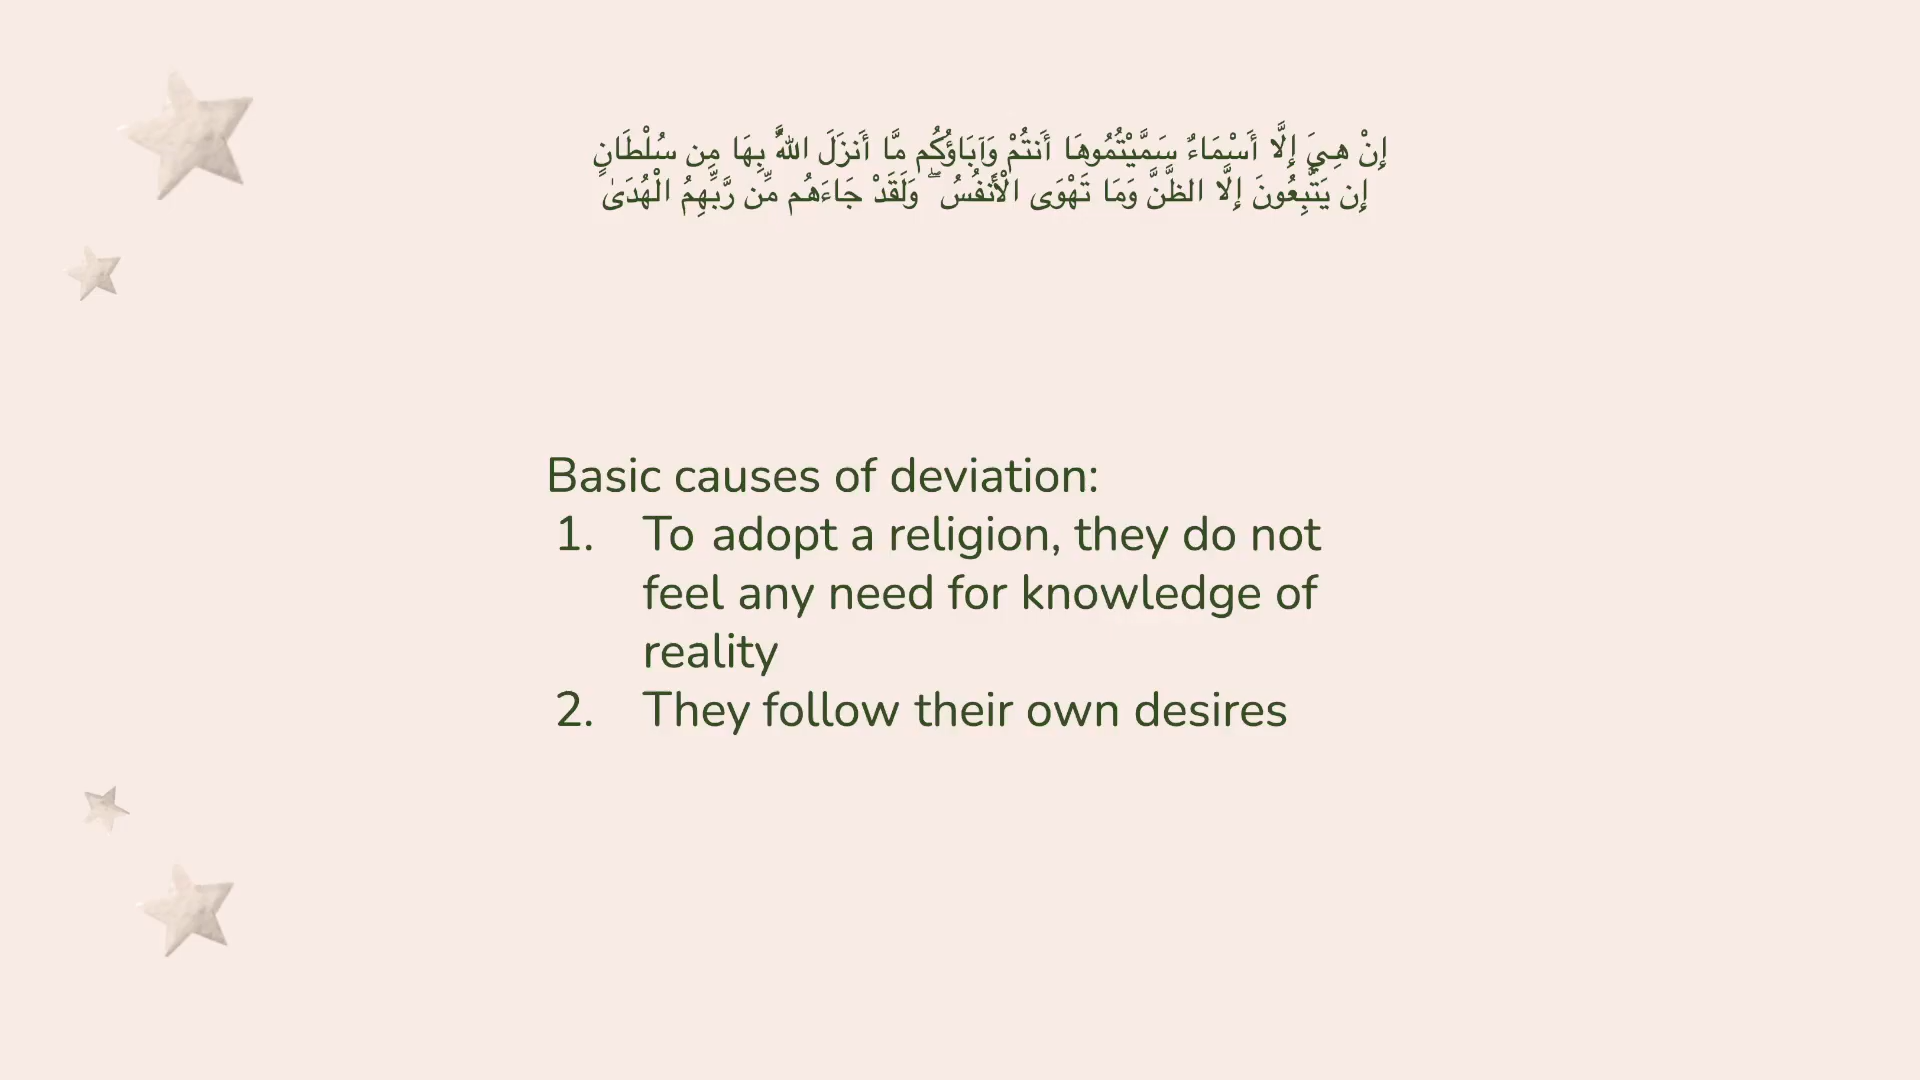 إِنْ هِيَ إِلَّا أَسْمَاءٌ سَمَّيْتُمُوهَا أَنتُمْ وَآبَاؤُكُم مَّا أَنزَلَ اللَّهُ بِهَا مِن سُلْطَانٍ
إِن يَتَّبِعُونَ إِلَّا الظَّنَّ وَمَا تَهْوَى الْأَنفُسُ ۖ وَلَقَدْ جَاءَهُم مِّن رَّبِّهِمُ الْهُدَىٰ
Basic causes of deviation:
1. To adopt a religion, they do not
feel any need for knowledge of
reality
2. They follow their own desires